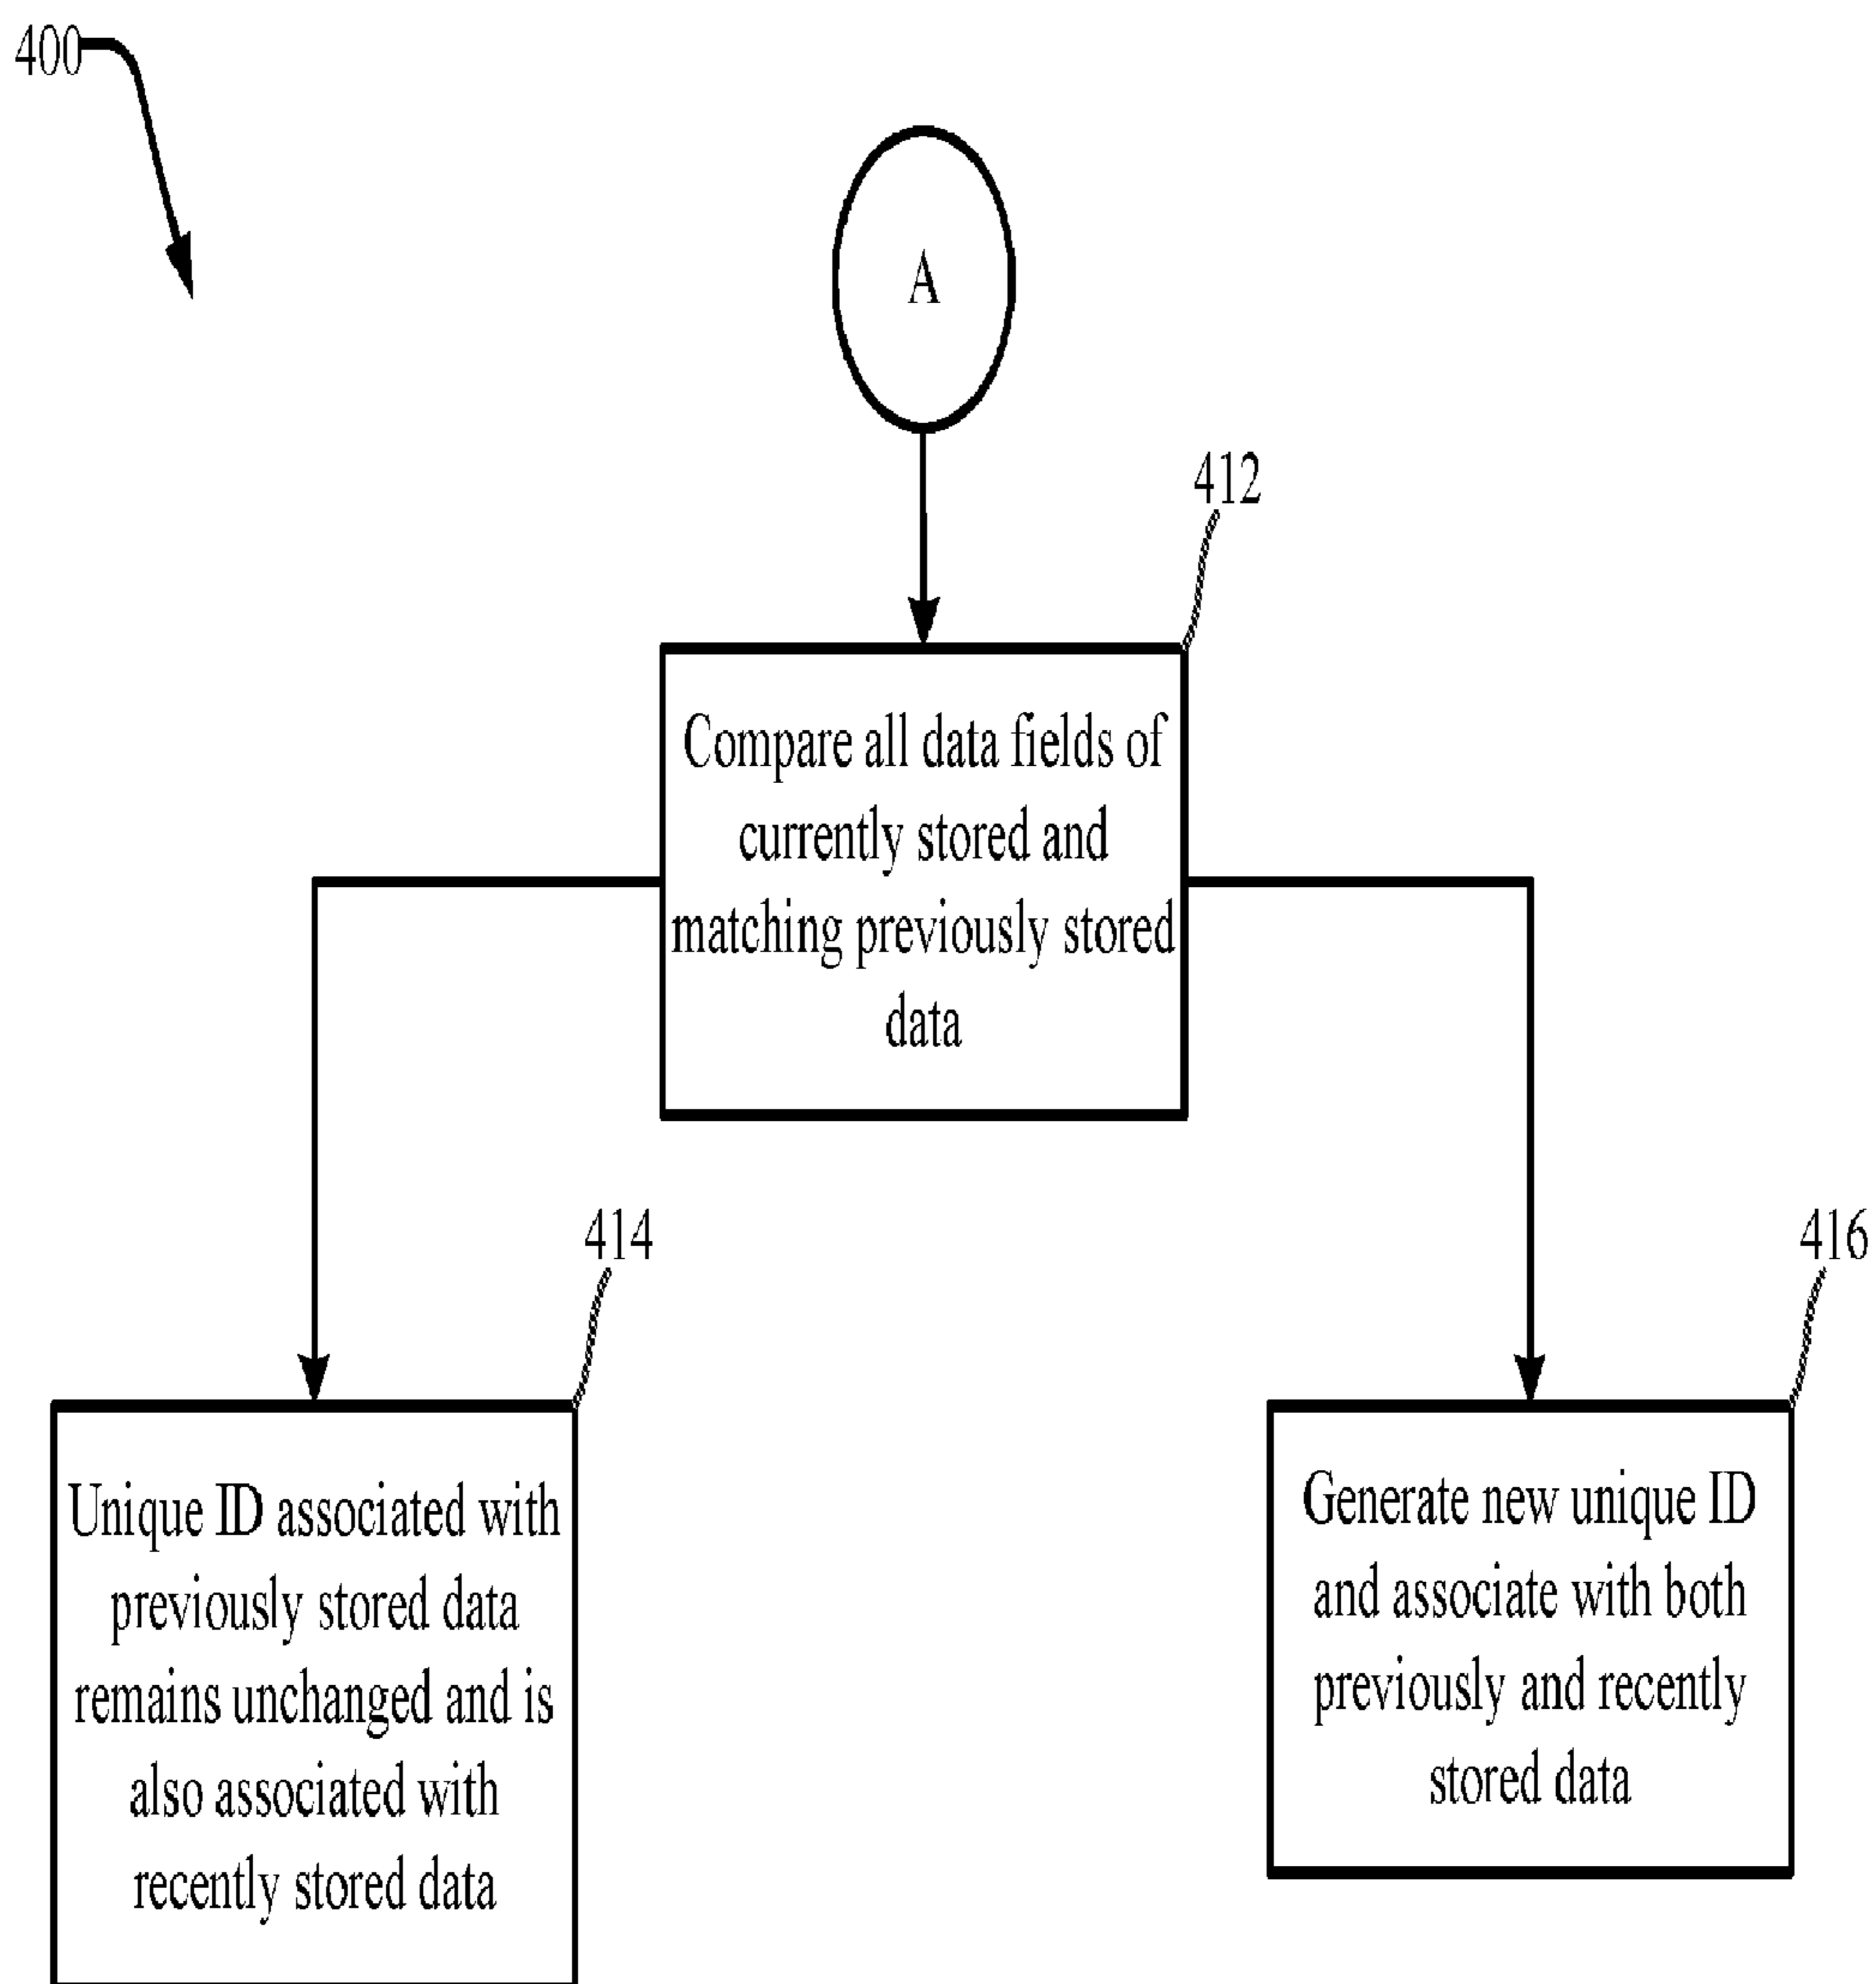 400
A
412
Compare all data fields of
currently stored and
matching previously stored
data
414
Unique ID associated with
previously stored data
remains unchanged and is
also associated with
recently stored data
416
Generate new unique ID
and associate with both
previously and recently
stored data